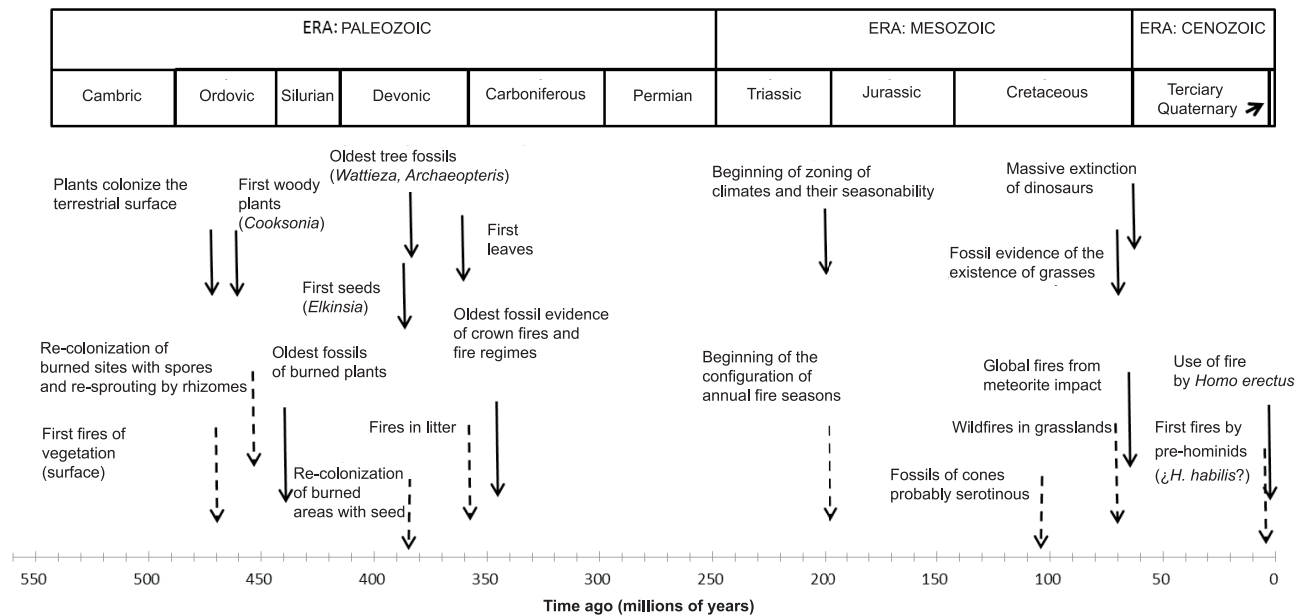 ERA: PALEOZOIC
ERA: MESOZOIC
ERA: CENOZOIC
Cambric
Ordovic
Silurian
Devonic
Carboniferous
Permian
Triassic
Jurassic
Cretaceous
Terciary
Quaternary
Plants colonize the
terrestrial surface
First woody
plants
(Cooksonia)
Oldest tree fossils
(Wattieza, Archaeopteris)
First
leaves
First seeds
(Elkinsia)
Beginning of zoning of
climates and their seasonability
Massive extinction
of dinosaurs
Fossil evidence of the
existence of grasses
Re-colonization of
burned sites with spores
and re-sprouting by rhizomes
Oldest fossils
of burned plants
Oldest fossil evidence
of crown fires and
fire regimes
Beginning of the
configuration of
annual fire seasons
Global fires from
meteorite impact
Use of fire
by Homo erectus
First fires of
vegetation
(surface)
Fires in litter
Re-colonization
of burned
areas with seed
Wildfires in grasslands
Fossils of cones
probably serotinous
First fires by
pre-hominids
(¿H. habilis?)
550 500 450 400 350 300 250 200 150 100 50 0
Time ago (millions of years)